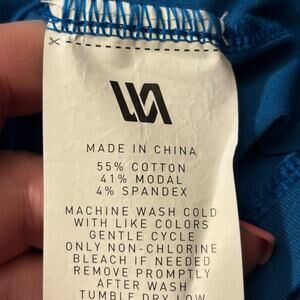 MADE IN CHINA
55% COTTON
41% MODAL
4% SPANDEX
MACHINE WASH COLD
WITH LIKE COLORS
GENTLE CYCLE
ONLY NON-CHLORINE
BLEACH IF NEEDED
REMOVE PROMPTLY
AFTER WASH
TUMBLE DRY LOW